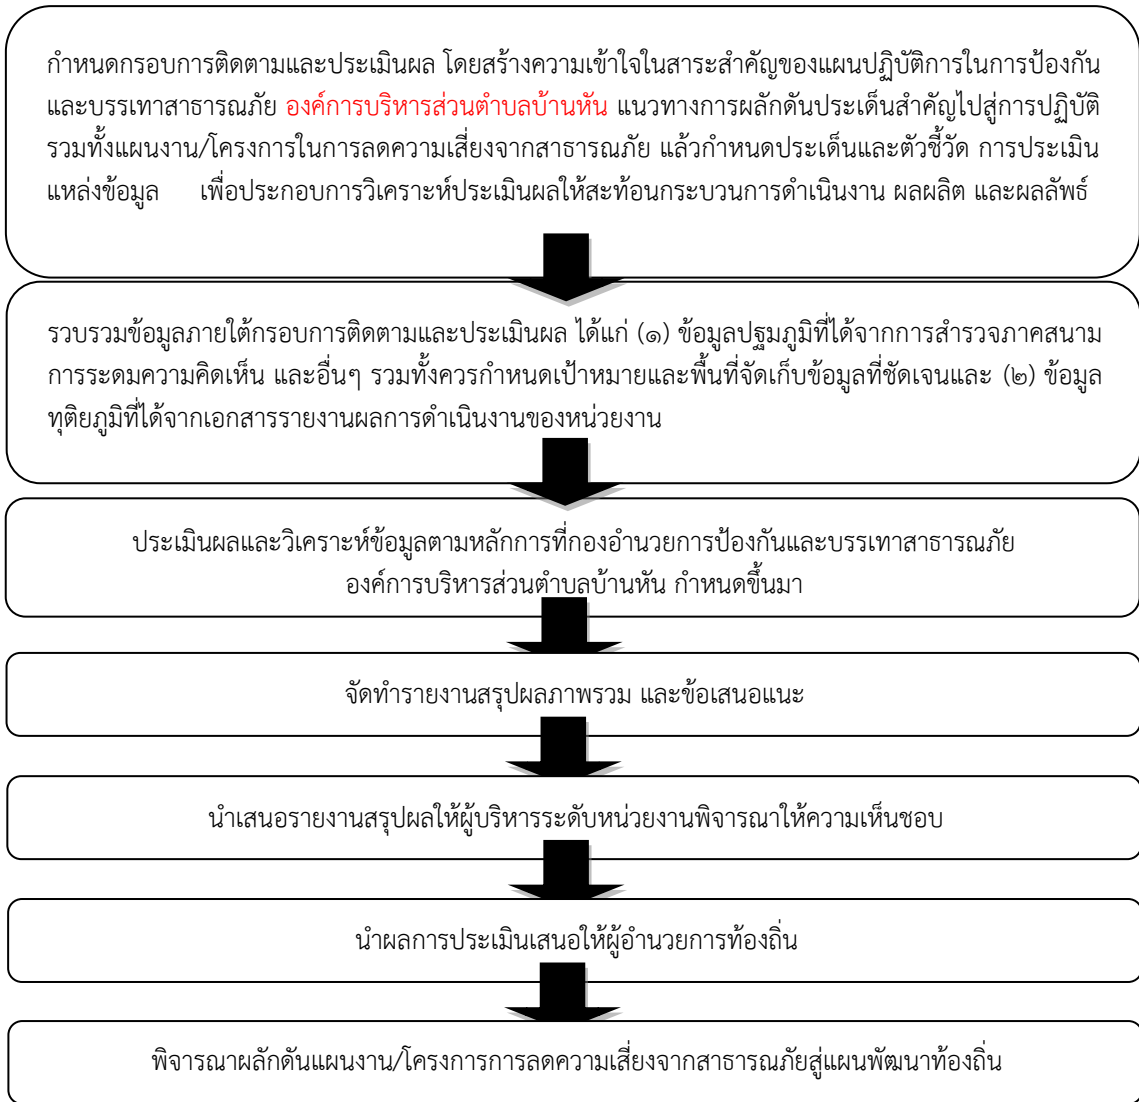 กำหนดกรอบการติดตามและประเมินผล โดยสร้างความเข้าใจในสาระสำคัญของแผนปฏิบัติการในการป้องกัน
และบรรเทาสาธารณภัย องค์การบริหารส่วนตำบลบ้านหัน แนวทางการผลักดันประเด็นสำคัญไปสู่การปฏิบัติ
รวมทั้งแผนงาน/โครงการในการลดความเสี่ยงจากสาธารณภัย แล้วกำหนดประเด็นและตัวชี้วัด การประเมิน
แหล่งข้อมูล เพื่อประกอบการวิเคราะห์ประเมินผลให้สะท้อนกระบวนการดำเนินงาน ผลผลิต และผลลัพธ์
รวบรวมข้อมูลภายใต้กรอบการติดตามและประเมินผล ได้แก่ (๑) ข้อมูลปฐมภูมิที่ได้จากการสำรวจภาคสนาม
การระดมความคิดเห็น และอื่นๆ รวมทั้งควรกำหนดเป้าหมายและพื้นที่จัดเก็บข้อมูลที่ชัดเจนและ (๒) ข้อมูล
ทุติยภูมิที่ได้จากเอกสารรายงานผลการดำเนินงานของหน่วยงาน
ประเมินผลและวิเคราะห์ข้อมูลตามหลักการที่กองอำนวยการป้องกันและบรรเทาสาธารณภัย
องค์การบริหารส่วนตำบลบ้านหัน กำหนดขึ้นมา
จัดทำรายงานสรุปผลภาพรวม และข้อเสนอแนะ
นำเสนอรายงานสรุปผลให้ผู้บริหารระดับหน่วยงานพิจารณาให้ความเห็นชอบ
นำผลการประเมินเสนอให้ผู้อำนวยการท้องถิ่น
พิจารณาผลักดันแผนงาน/โครงการการลดความเสี่ยงจากสาธารณภัยสู่แผนพัฒนาท้องถิ่น